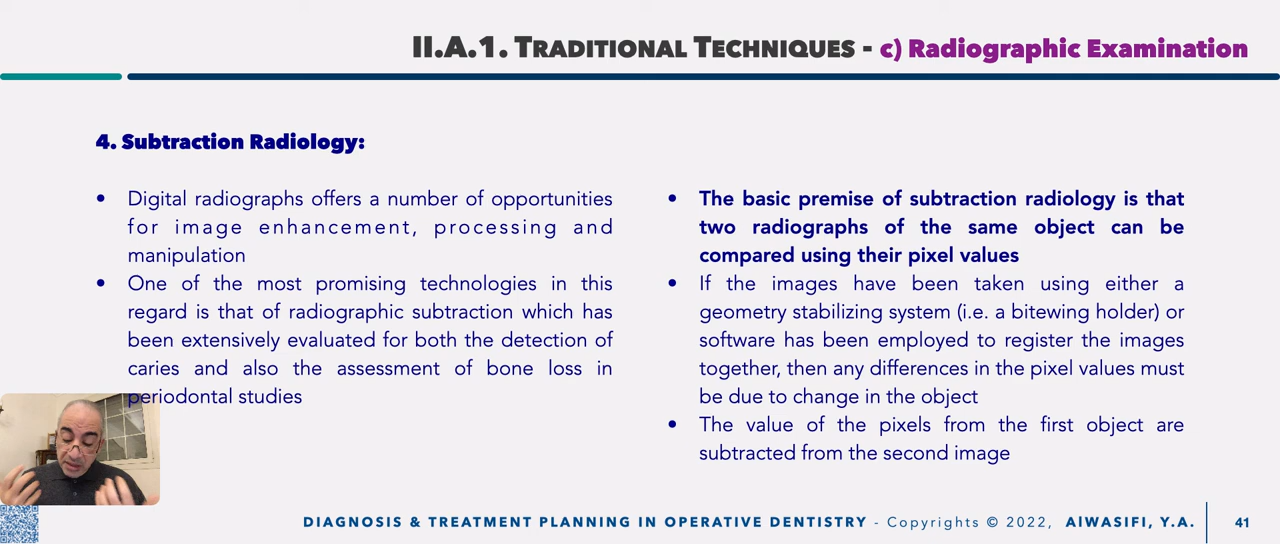 II.A.1. TRADITIONAL TECHNIQUES - c) Radiographic Examination
4. Subtraction Radiology:
• Digital radiographs offers a number of opportunities
for image enhancement, processing and
manipulation
• One of the most promising technologies in this
regard is that of radiographic subtraction which has
been extensively evaluated for both the detection of
caries and also the assessment of bone loss in
periodontal studies
• The basic premise of subtraction radiology is that
two radiographs of the same object can be
compared using their pixel values
• If the images have been taken using either a
geometry stabilizing system (i.e. a bitewing holder) or
software has been employed to register the images
together, then any differences in the pixel values must
be due to change in the object
• The value of the pixels from the first object are
subtracted from the second image
DIAGNOSIS & TREATMENT PLANNING IN OPERATIVE DENTISTRY - Copyrights © 2022, AlWASIFI, Y.A.
41